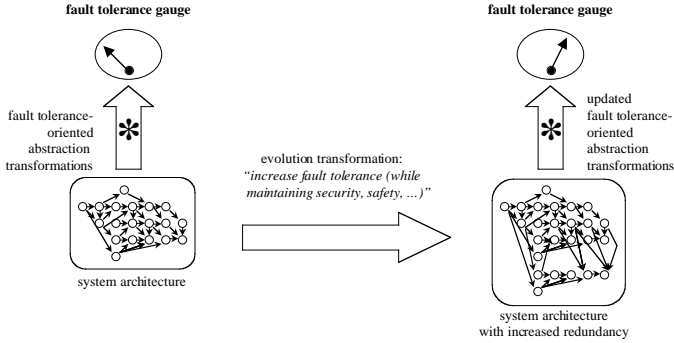 fault tolerance gauge
fault tolerance gauge
fault tolerance-
oriented
abstraction
transformations
*
updated
fault tolerance-
oriented
abstraction
transformations
*
evolution transformation:
“increase fault tolerance (while
maintaining security, safety, ...)”
system architecture
system architecture
with increased redundancy